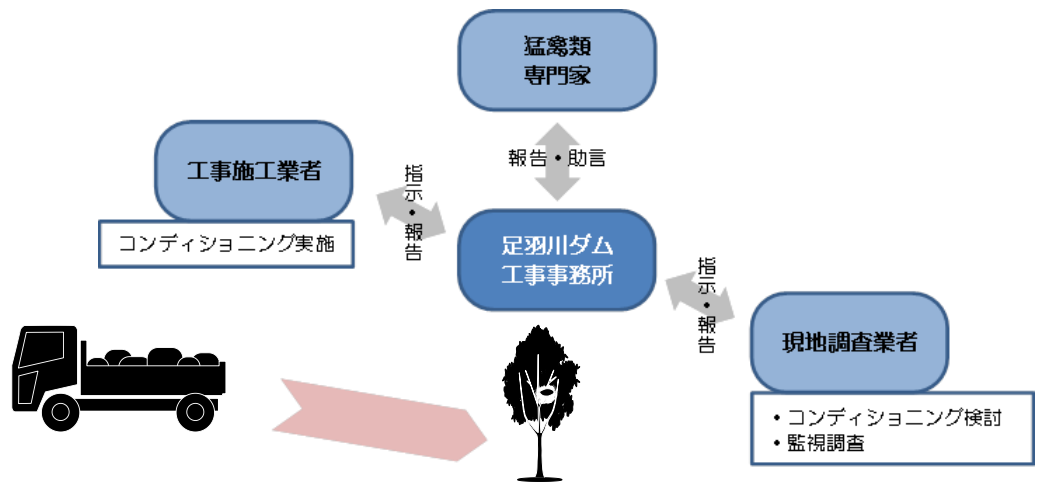 猛禽類
専門家
報告・助言
工事施工業者
コンディショニング実施
指示・報告
足羽川ダム
工事事務所
指示・報告
現地調査業者
・コンディショニング検討
・監視調査